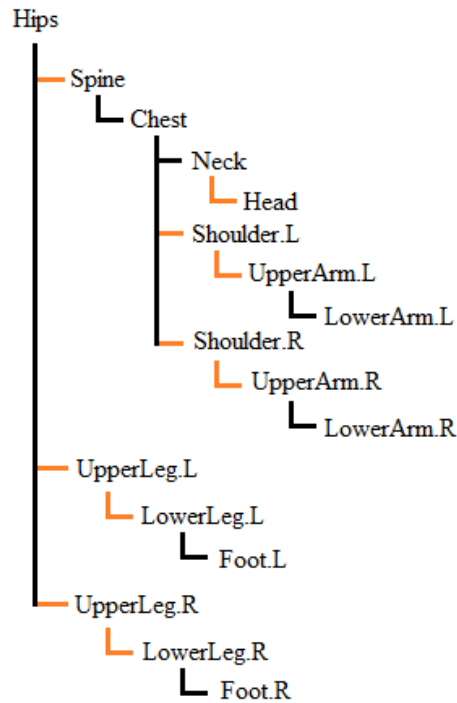 Hips
Spine
Chest
Neck
Head
Shoulder.L
UpperArm.L
LowerArm.L
Shoulder.R
UpperArm.R
LowerArm.R
UpperLeg.L
LowerLeg.L
Foot.L
UpperLeg.R
LowerLeg.R
Foot.R